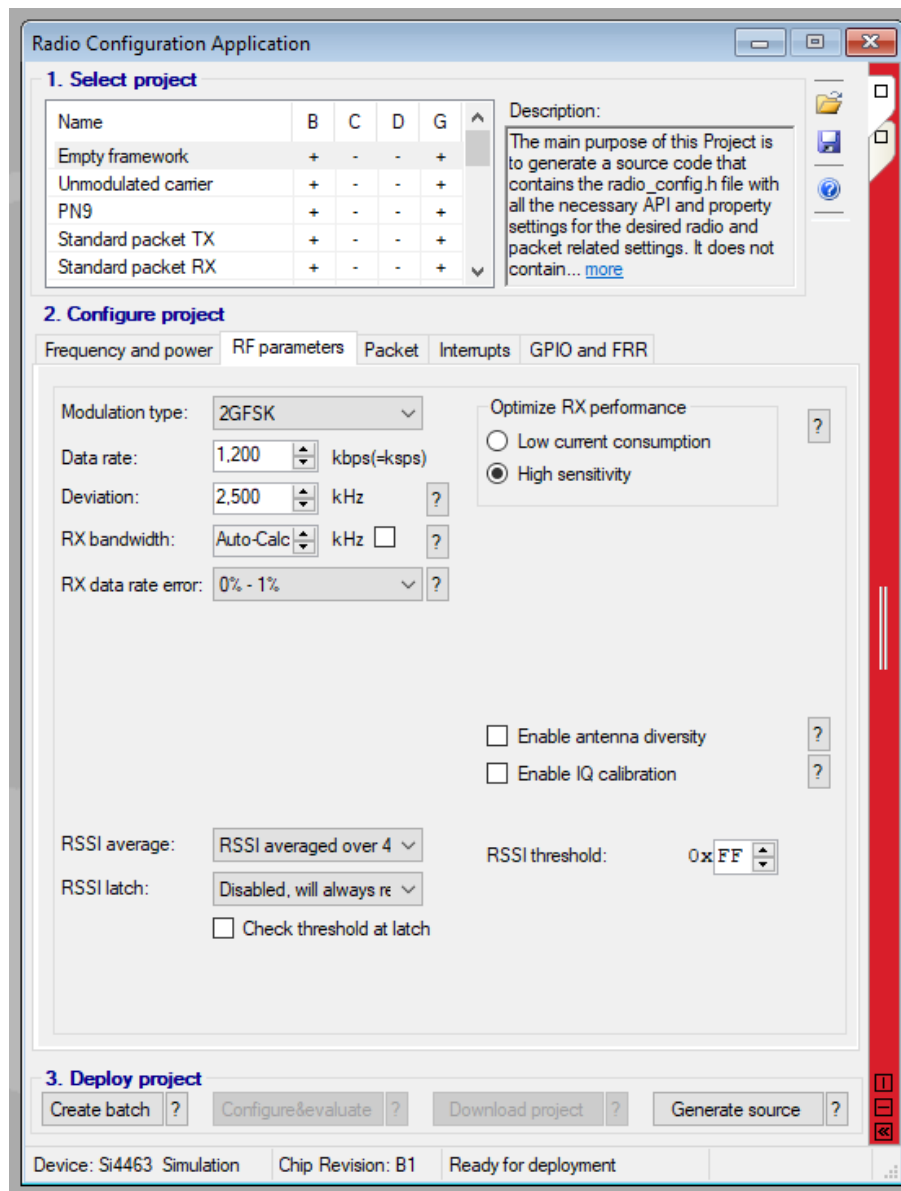 Radio Configuration Application
1. Select project
Name B C D G
Empty framework + - - +
Unmodulated carrier + - - +
PN9 + - - +
Standard packet TX + - - +
Standard packet RX + - - +
Description:
The main purpose of this Project is
to generate a source code that
contains the radio_config.h file with
all the necessary API and property
settings for the desired radio and
packet related settings. It does not
contain... more
2. Configure project
Frequency and power RF parameters Packet Interrupts GPIO and FRR
Modulation type: 2GFSK
Data rate: 1,200 kbps(=ksps)
Deviation: 2,500 kHz ?
RX bandwidth: Auto-Calc kHz ?
RX data rate error: 0% - 1% ?
Optimize RX performance ?
Low current consumption
High sensitivity
Enable antenna diversity ?
Enable IQ calibration ?
RSSI average: RSSI averaged over 4
RSSI threshold: 0xFF
RSSI latch: Disabled, will always re
Check threshold at latch
3. Deploy project
Create batch ? Configure&evaluate ? Download project ? Generate source ?
Device: Si4463 Simulation Chip Revision: B1 Ready for deployment